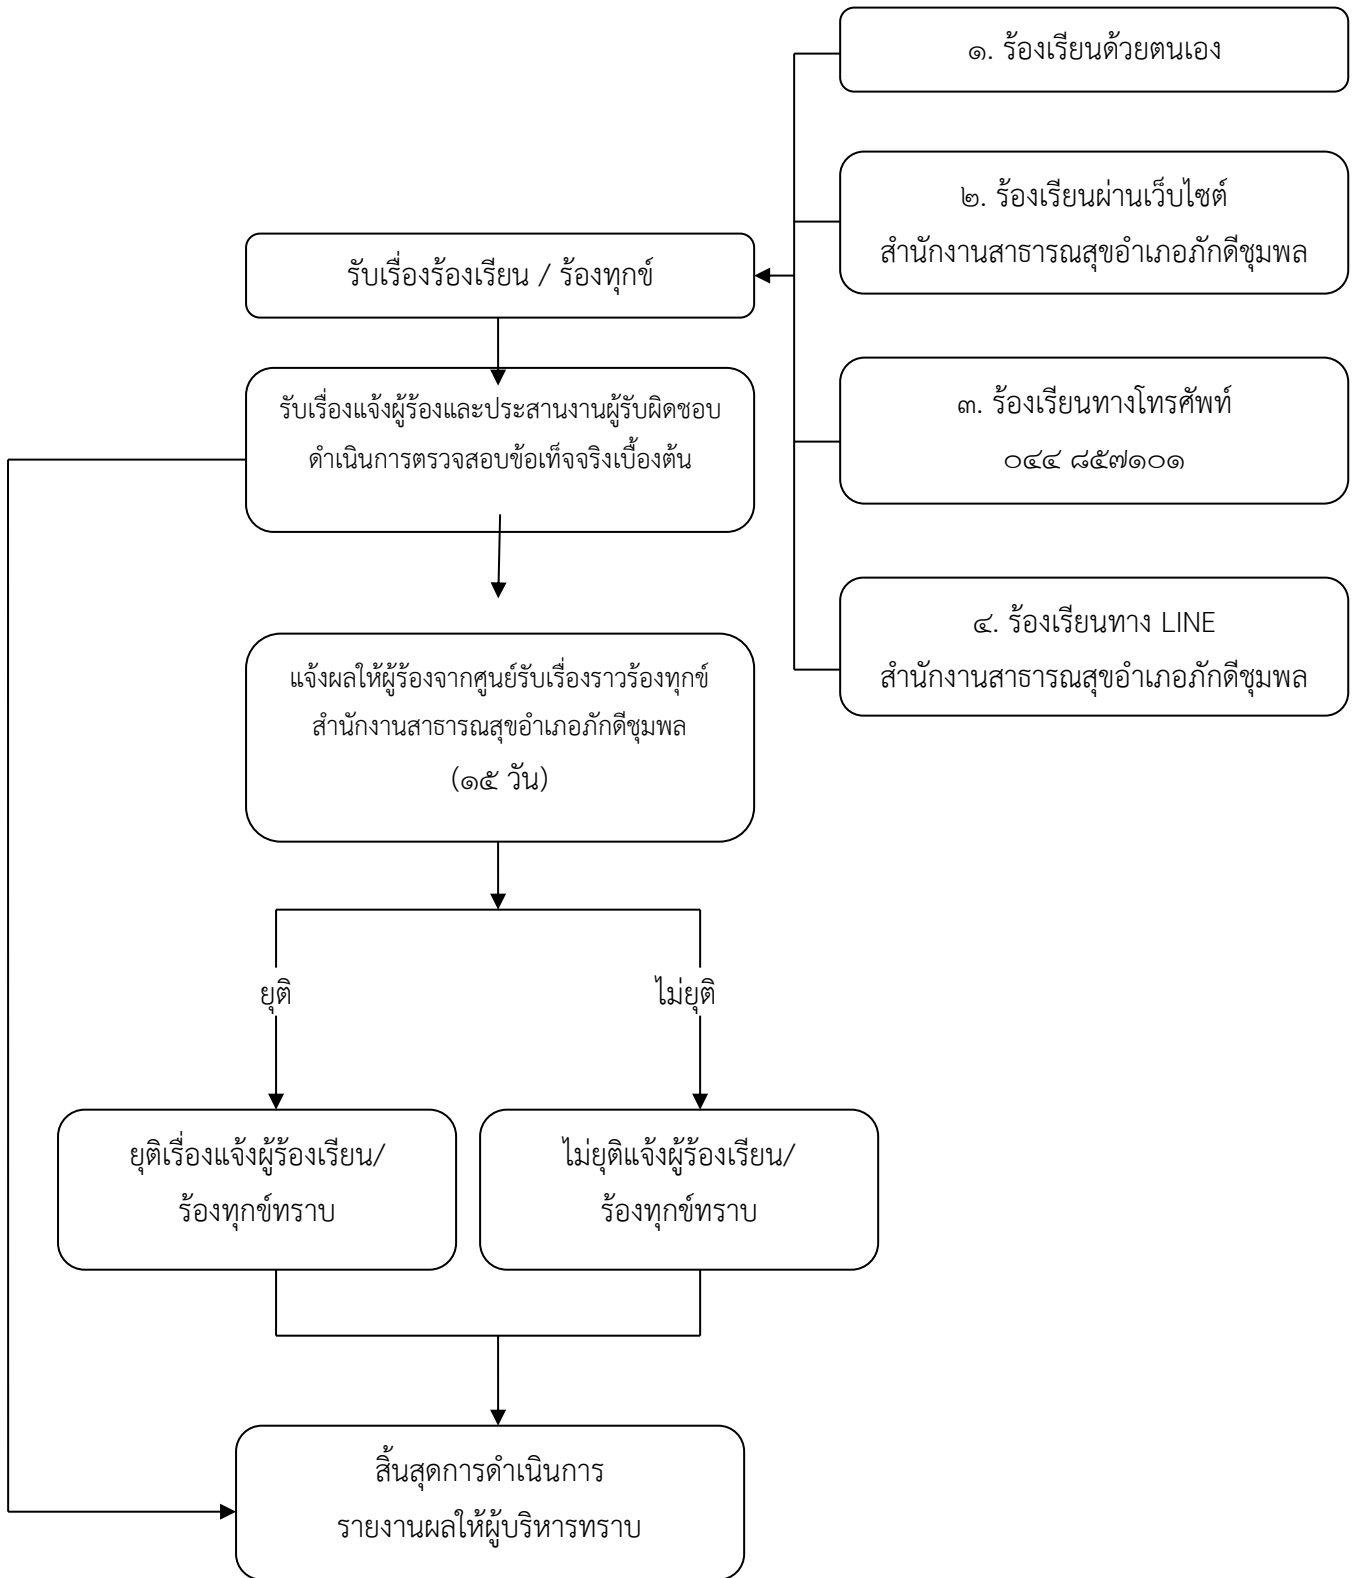 ๑. ร้องเรียนด้วยตนเอง
๒. ร้องเรียนผ่านเว็บไซต์
สำนักงานสาธารณสุขอำเภอภักดีชุมพล
รับเรื่องร้องเรียน / ร้องทุกข์
รับเรื่องแจ้งผู้ร้องและประสานงานผู้รับผิดชอบ
ดำเนินการตรวจสอบข้อเท็จจริงเบื้องต้น
๓. ร้องเรียนทางโทรศัพท์
๐๔๔ ๘๕๗๑๐๑
๔. ร้องเรียนทาง LINE
สำนักงานสาธารณสุขอำเภอภักดีชุมพล
แจ้งผลให้ผู้ร้องจากศูนย์รับเรื่องราวร้องทุกข์
สำนักงานสาธารณสุขอำเภอภักดีชุมพล
(๑๕ วัน)
ยุติ
ไม่ยุติ
ยุติเรื่องแจ้งผู้ร้องเรียน/
ร้องทุกข์ทราบ
ไม่ยุติแจ้งผู้ร้องเรียน/
ร้องทุกข์ทราบ
สิ้นสุดการดำเนินการ
รายงานผลให้ผู้บริหารทราบ